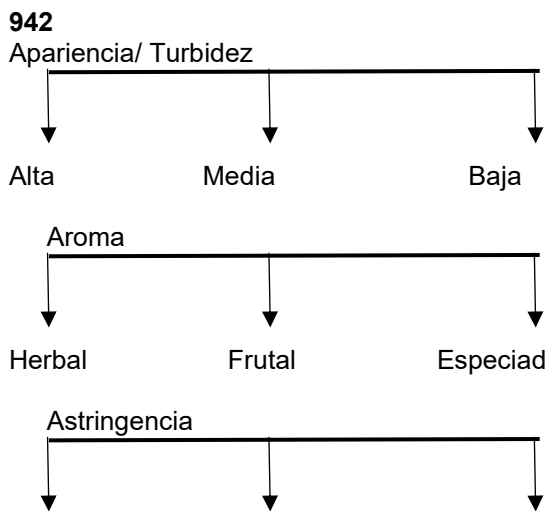 942
Apariencia/ Turbidez
Alta Media Baja
Aroma
Herbal Frutal Especiad
Astringencia